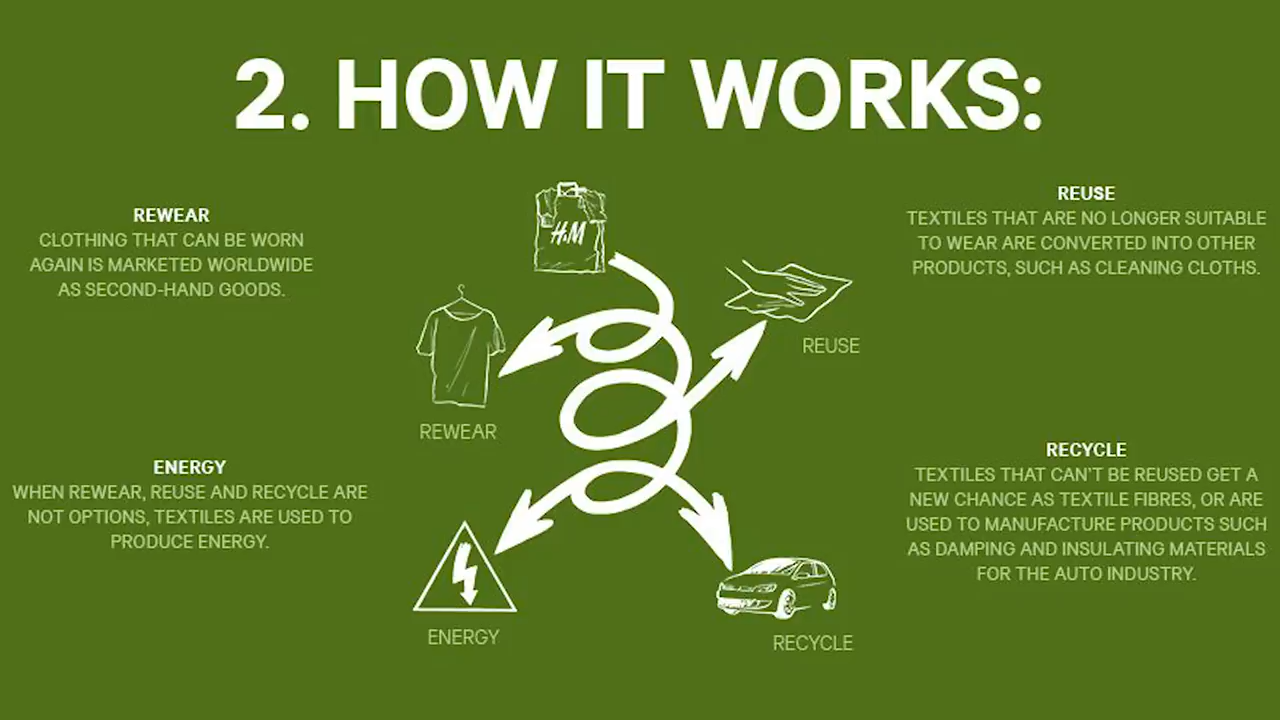 2. HOW IT WORKS:
REWEAR
CLOTHING THAT CAN BE WORN
AGAIN IS MARKETED WORLDWIDE
AS SECOND-HAND GOODS.
H&M
REUSE
TEXTILES THAT ARE NO LONGER SUITABLE
TO WEAR ARE CONVERTED INTO OTHER
PRODUCTS, SUCH AS CLEANING CLOTHS.
REUSE
REWEAR
ENERGY
WHEN REWEAR, REUSE AND RECYCLE ARE
NOT OPTIONS, TEXTILES ARE USED TO
PRODUCE ENERGY.
RECYCLE
TEXTILES THAT CAN'T BE REUSED GET A
NEW CHANCE AS TEXTILE FIBRES, OR ARE
USED TO MANUFACTURE PRODUCTS SUCH
AS DAMPING AND INSULATING MATERIALS
FOR THE AUTO INDUSTRY.
ENERGY
RECYCLE